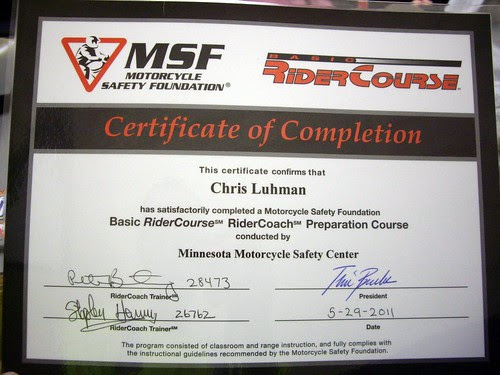 MSF
MOTORCYCLE
SAFETY FOUNDATION®
BASIC
RIDERCOURSE
Certificate of Completion
This certificate confirms that
Chris Luhman
has satisfactorily completed a Motorcycle Safety Foundation
Basic RiderCourse℠ RiderCoach℠ Preparation Course
conducted by
Minnesota Motorcycle Safety Center
28473
RiderCoach Trainer℠
President
26762 5-29-2011
RiderCoach Trainer℠ Date
The program consisted of classroom and range instruction, and fully complies with
the instructional guidelines recommended by the Motorcycle Safety Foundation.